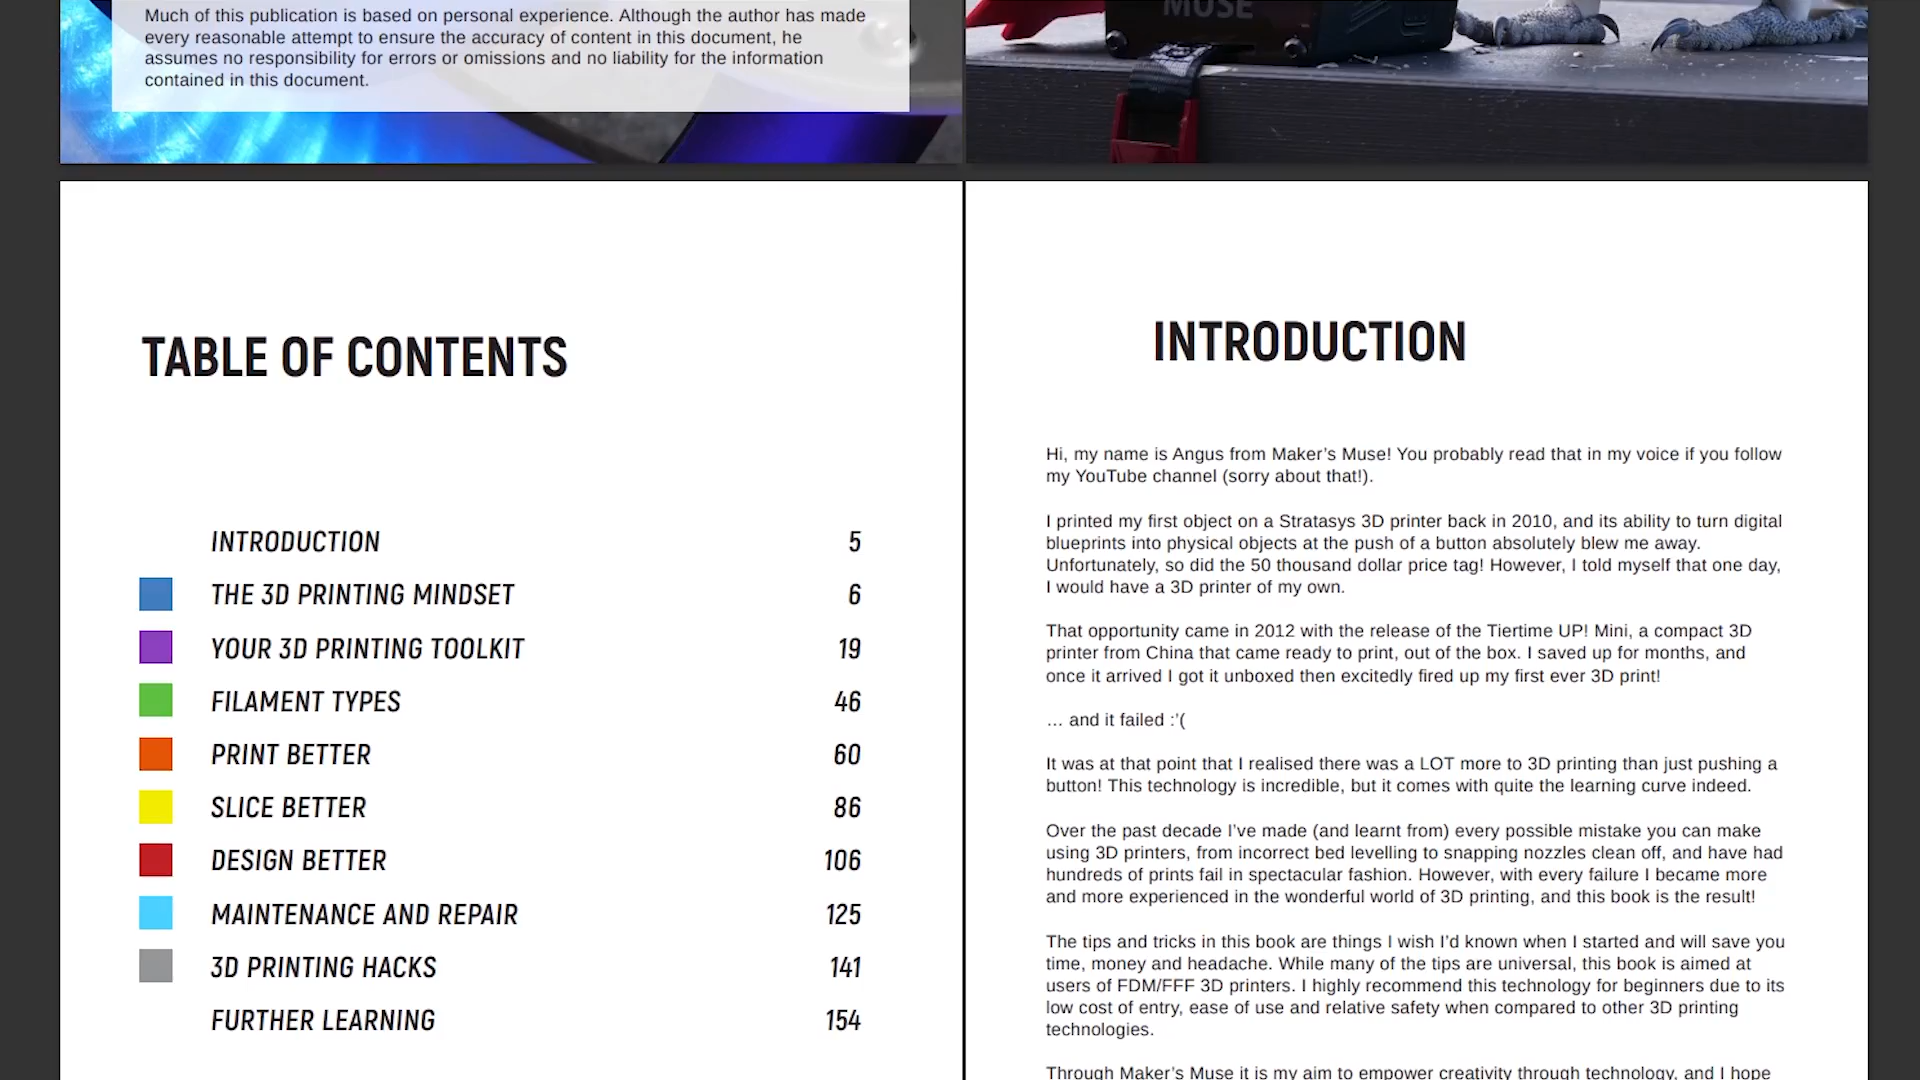 Much of this publication is based on personal experience. Although the author has made
every reasonable attempt to ensure the accuracy of content in this document, he
assumes no responsibility for errors or omissions and no liability for the information
contained in this document.
MUSE
TABLE OF CONTENTS
INTRODUCTION 5
THE 3D PRINTING MINDSET 6
YOUR 3D PRINTING TOOLKIT 19
FILAMENT TYPES 46
PRINT BETTER 60
SLICE BETTER 86
DESIGN BETTER 106
MAINTENANCE AND REPAIR 125
3D PRINTING HACKS 141
FURTHER LEARNING 154
INTRODUCTION
Hi, my name is Angus from Maker’s Muse! You probably read that in my voice if you follow
my YouTube channel (sorry about that!).
I printed my first object on a Stratasys 3D printer back in 2010, and its ability to turn digital
blueprints into physical objects at the push of a button absolutely blew me away.
Unfortunately, so did the 50 thousand dollar price tag! However, I told myself that one day,
I would have a 3D printer of my own.
That opportunity came in 2012 with the release of the Tiertime UP! Mini, a compact 3D
printer from China that came ready to print, out of the box. I saved up for months, and
once it arrived I got it unboxed then excitedly fired up my first ever 3D print!
… and it failed :’(
It was at that point that I realised there was a LOT more to 3D printing than just pushing a
button! This technology is incredible, but it comes with quite the learning curve indeed.
Over the past decade I’ve made (and learnt from) every possible mistake you can make
using 3D printers, from incorrect bed levelling to snapping nozzles clean off, and have had
hundreds of prints fail in spectacular fashion. However, with every failure I became more
and more experienced in the wonderful world of 3D printing, and this book is the result!
The tips and tricks in this book are things I wish I’d known when I started and will save you
time, money and headache. While many of the tips are universal, this book is aimed at
users of FDM/FFF 3D printers. I highly recommend this technology for beginners due to its
low cost of entry, ease of use and relative safety when compared to other 3D printing
technologies.
Through Maker’s Muse it is my aim to empower creativity through technology, and I hope